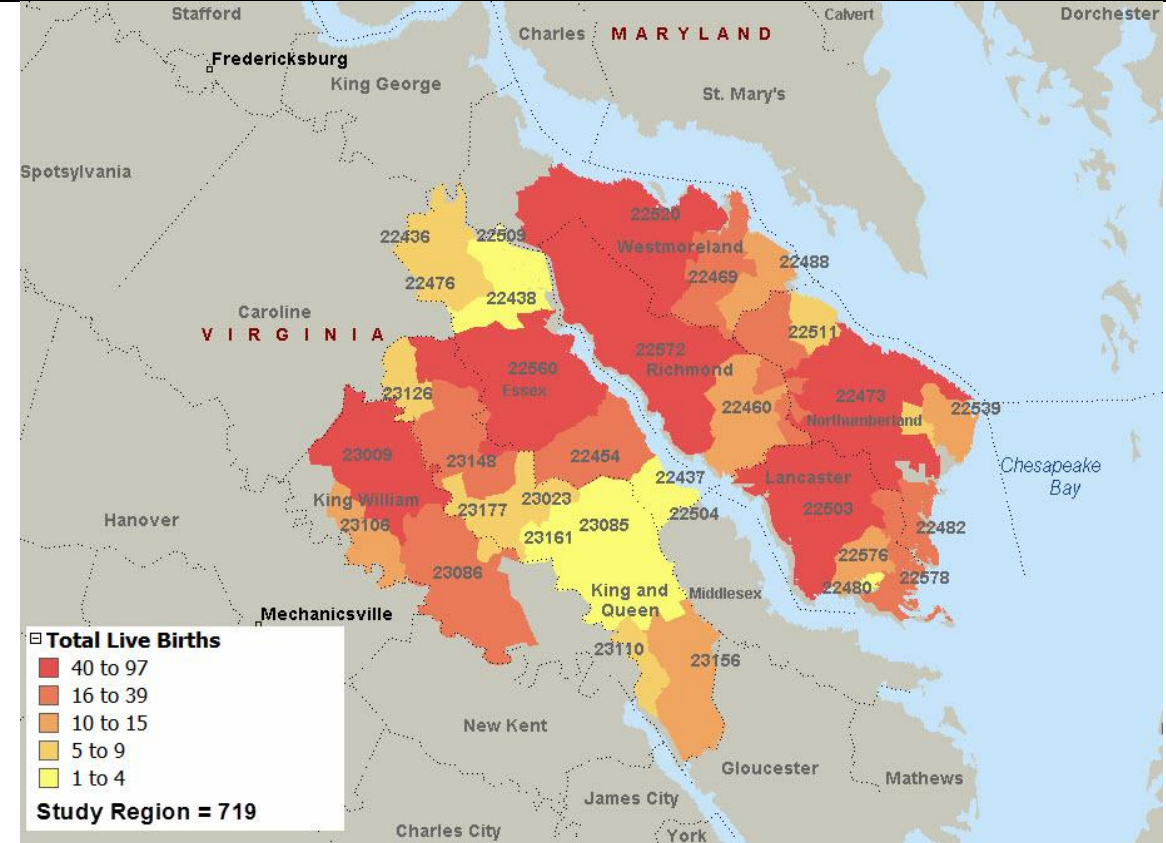 Stafford
Calvert
Dorchester
Charles
MARYLAND
Fredericksburg
King George
St. Mary's
Spotsylvania
22520
22436
22509
Westmoreland
22488
22469
22476
22438
Caroline
22511
VIRGINIA
22572
22560
Richmond
Essex
23126
22473
22460
22539
Northumberland
23009
22454
23148
Chesapeake
Bay
22437
Lancaster
King William
23023
23177
22503
22504
Hanover
23106
23085
22482
23161
22576
23086
22578
22480
King and
Queen
Middlesex
Mechanicsville
Total Live Births
40 to 97
16 to 39
10 to 15
5 to 9
1 to 4
Study Region = 719
23110
23156
New Kent
Gloucester
Mathews
James City
Charles City
York